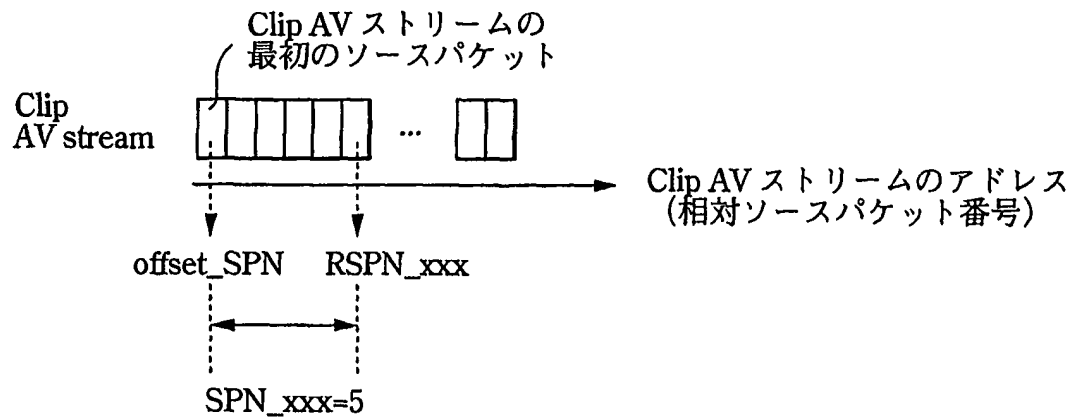 Clip AV ストリームの
最初のソースパケット
Clip
AV stream
...
Clip AV ストリームのアドレス
(相対ソースパケット番号)
offset_SPN RSPN_xxx
SPN_xxx=5